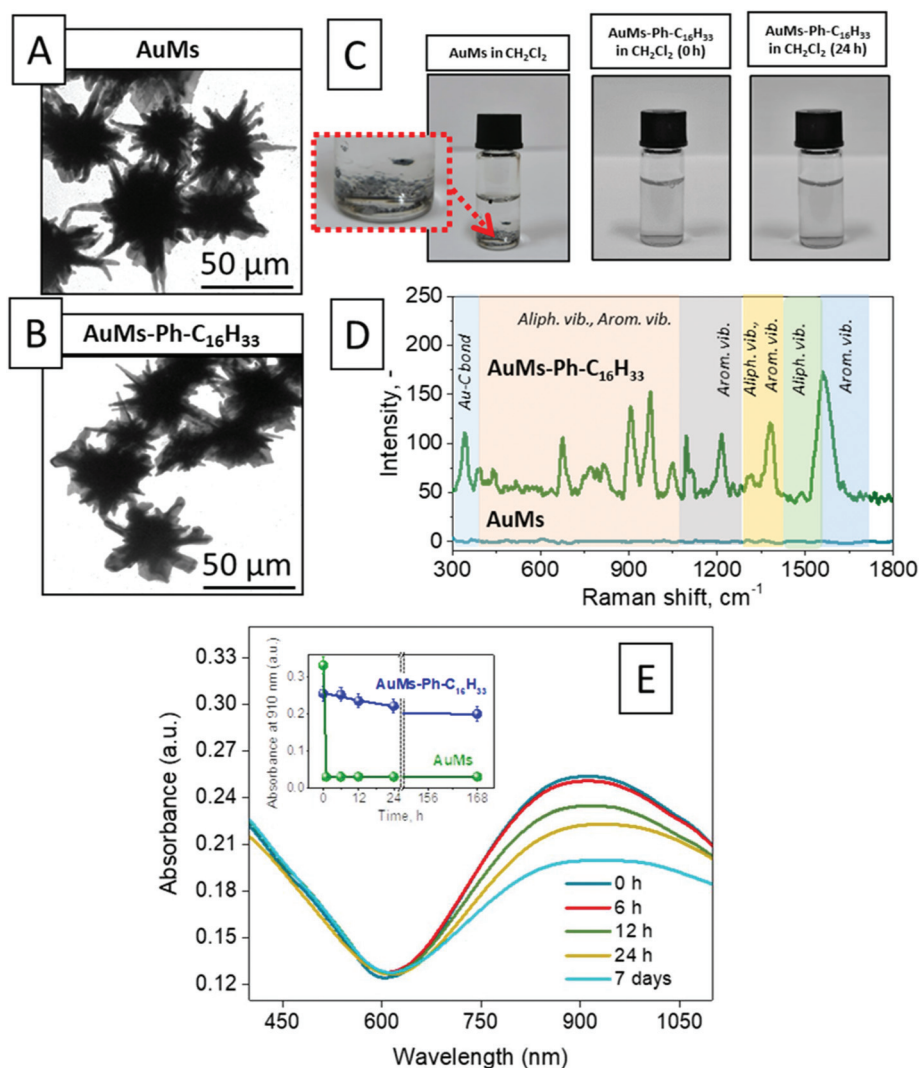 A
AuMs
50 µm
B
AuMs-Ph-C₁₆H₃₃
50 µm
C
AuMs in CH₂Cl₂
AuMs-Ph-C₁₆H₃₃
in CH₂Cl₂ (0 h)
AuMs-Ph-C₁₆H₃₃
in CH₂Cl₂ (24 h)
D
250
200
150
100
50
0
Intensity, -
Au-C bond
Aliph. vib., Arom. vib.
Arom. vib.
Aliph. vib.,
Arom. vib.
Aliph. vib.
Arom. vib.
AuMs-Ph-C₁₆H₃₃
AuMs
300 600 900 1200 1500 1800
Raman shift, cm⁻¹
E
0.33
0.30
0.27
0.24
0.21
0.18
0.15
0.12
Absorbance (a.u.)
0.3
0.2
0.1
0.0
Absorbance at 910 nm (a.u.)
AuMs-Ph-C₁₆H₃₃
AuMs
0 12 24 156 168
Time, h
0 h
6 h
12 h
24 h
7 days
450 600 750 900 1050
Wavelength (nm)